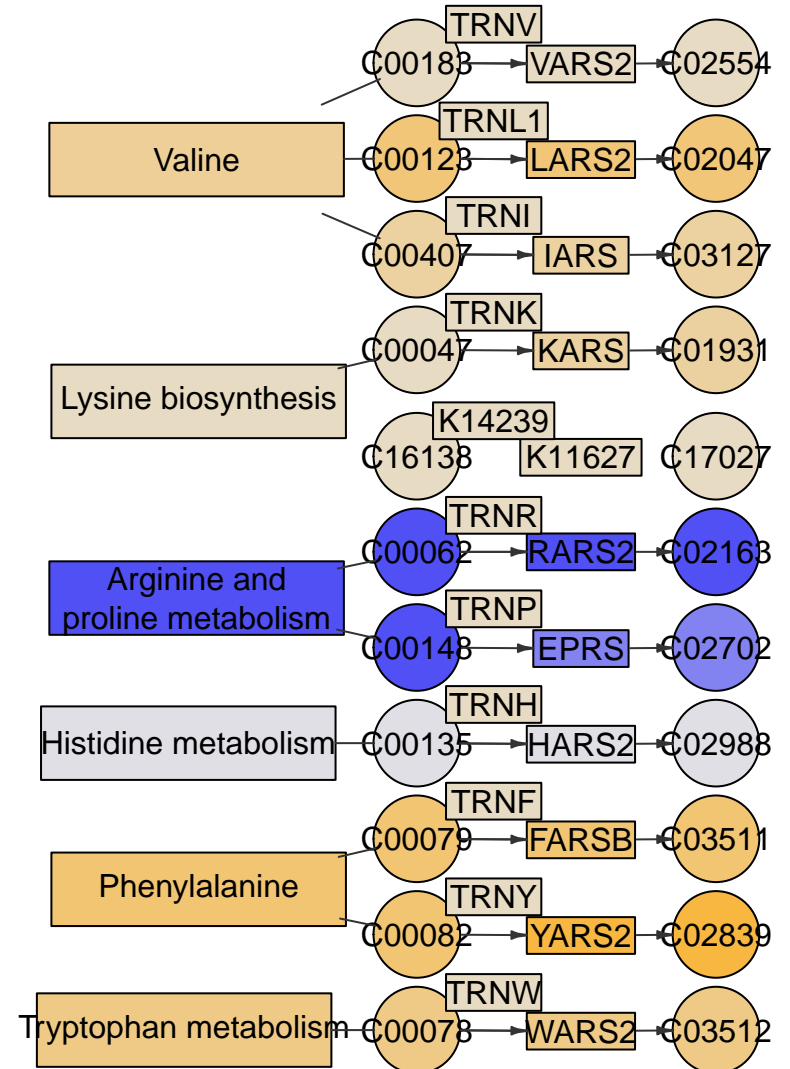 TRNV
C00183 VARS2 C02554
TRNL1
Valine C00123 LARS2 C02047
TRNI
C00407 IARS C03127
TRNK
C00047 KARS C01931
Lysine biosynthesis
K14239
C16138 K11627 C17027
TRNR
C00062 RARS2 C02163
Arginine and
proline metabolism
TRNP
C00148 EPRS C02702
TRNH
Histidine metabolism C00135 HARS2 C02988
TRNF
C00079 FARSB C03511
Phenylalanine
TRNY
C00082 YARS2 C02839
TRNW
Tryptophan metabolism C00078 WARS2 C03512